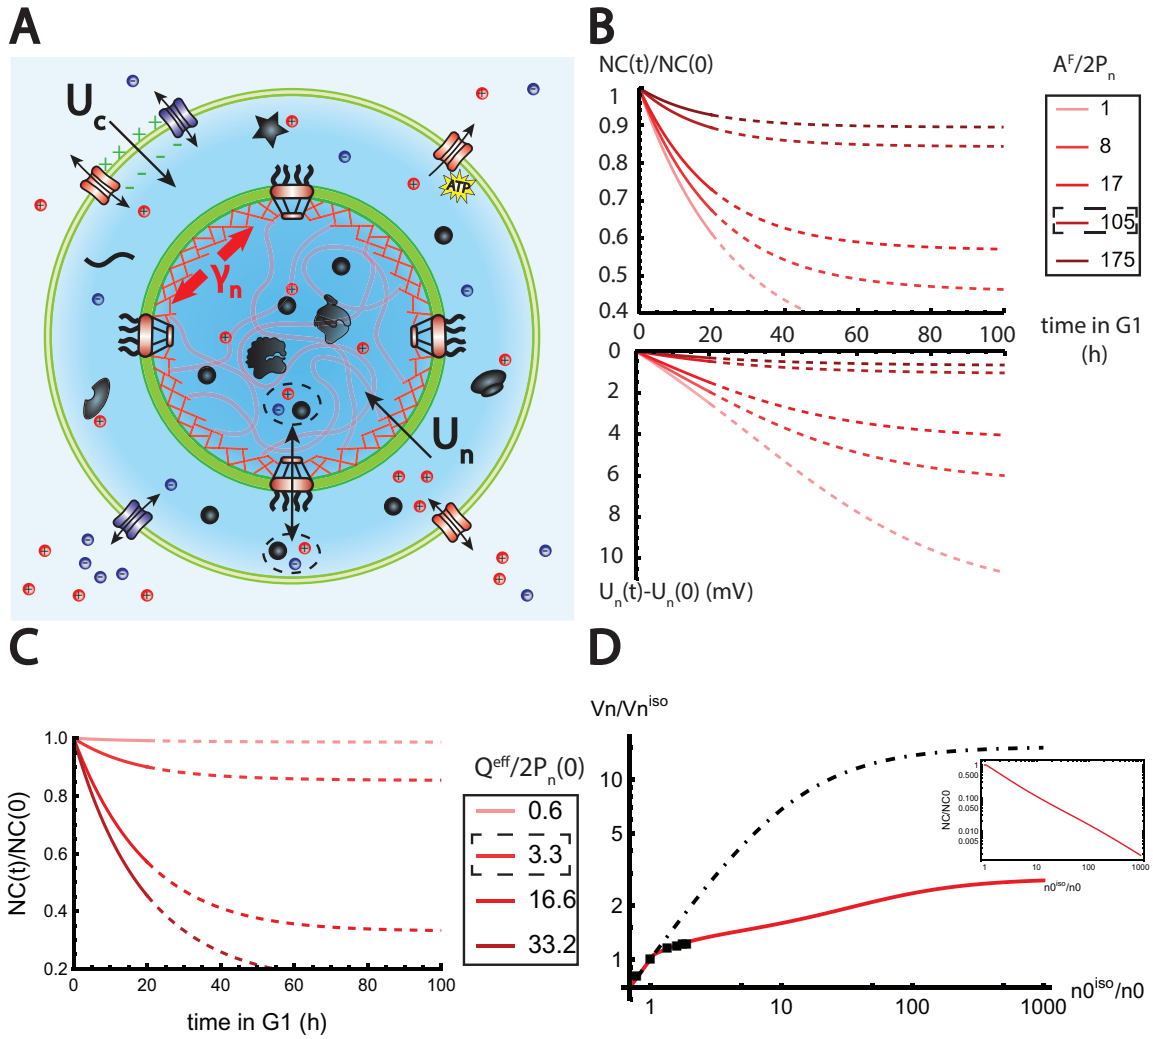 A
U_c
ATP
γ_n
U_n
+
-
B
NC(t)/NC(0)
1
0.9
0.8
0.7
0.6
0.5
0.4
0 20 40 60 80 100
time in G1
(h)
0
2
4
6
8
10
U_n(t)-U_n(0) (mV)
A^F/2P_n
1
8
17
105
175
C
NC(t)/NC(0)
1.0
0.8
0.6
0.4
0.2
0 20 40 60 80 100
time in G1 (h)
Q^eff/2P_n(0)
0.6
3.3
16.6
33.2
D
Vn/Vn^iso
10
5
2
1
1 10 100 1000
n0^iso/n0
NC/NC0
1
0.500
0.100
0.050
0.010
0.005
1 10 100 1000
n0^iso/n0